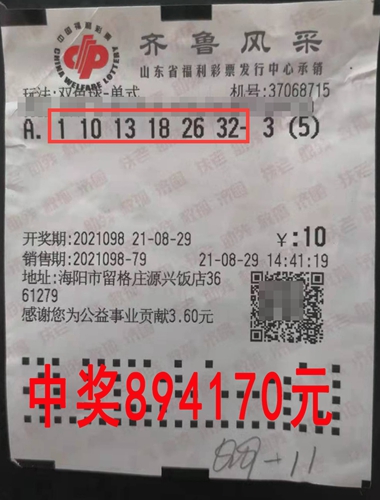 中国福利彩票
CHINA WELFARE LOTTERY
齐鲁风采
山东省福利彩票发行中心承销
玩法:双色球-单式
机号:37068715
A. 1 10 13 18 26 32- 3 (5)
开奖期:2021098 21-08-29
¥:10
销售期:2021098-79 21-08-29 14:41:19
地址:海阳市留格庄源兴饭店36
61279
感谢您为公益事业贡献3.60元
中奖894170元